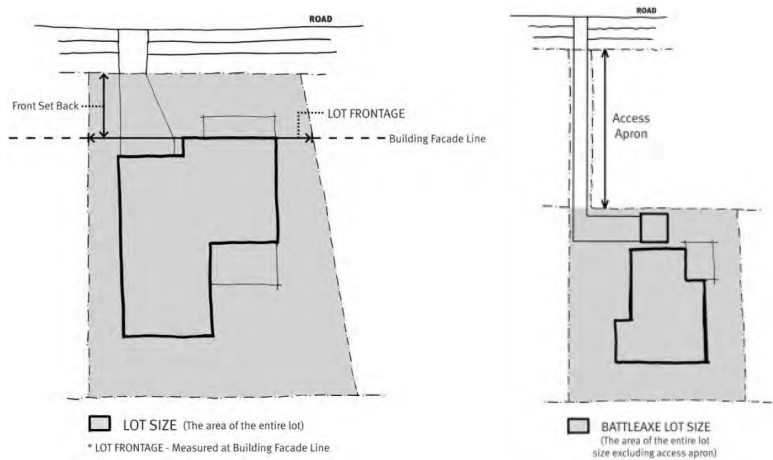 ROAD
Front Set Back
LOT FRONTAGE
Building Facade Line
LOT SIZE (The area of the entire lot)
* LOT FRONTAGE - Measured at Building Facade Line
ROAD
Access
Apron
BATTLEAXE LOT SIZE
(The area of the entire lot
size excluding access apron)